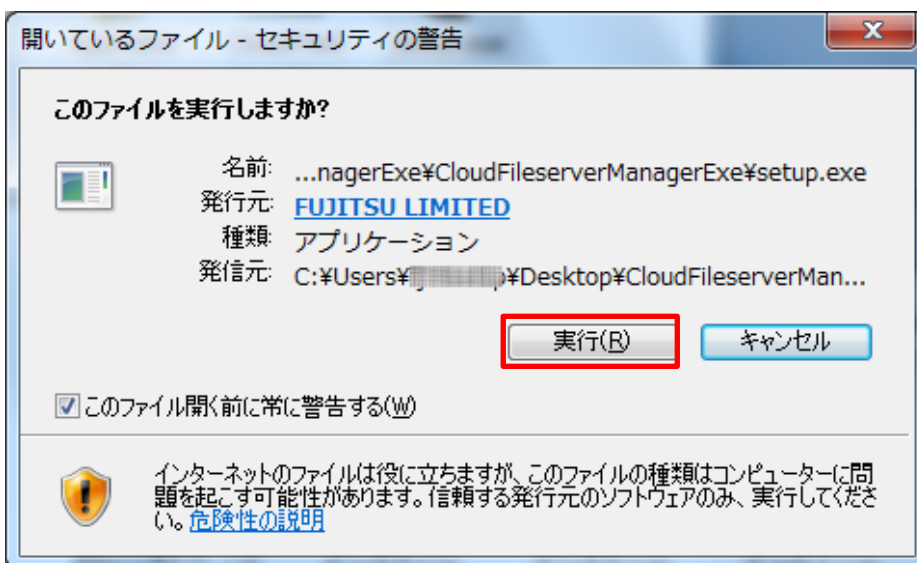 開いているファイル - セキュリティの警告
このファイルを実行しますか?
名前: ...nagerExe¥CloudFileserverManagerExe¥setup.exe
発行元: FUJITSU LIMITED
種類: アプリケーション
発信元: C:¥Users¥ ¥Desktop¥CloudFileserverMan...
実行(R) キャンセル
このファイル開く前に常に警告する(W)
インターネットのファイルは役に立ちますが、このファイルの種類はコンピューターに問
題を起こす可能性があります。信頼する発行元のソフトウェアのみ、実行してくださ
い。危険性の説明